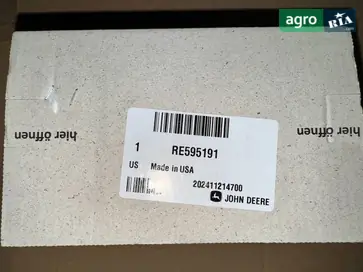 agro
RIA
hier öffnen
hier öffnen
1 RE595191
US Made in USA
202411214700
JOHN DEERE